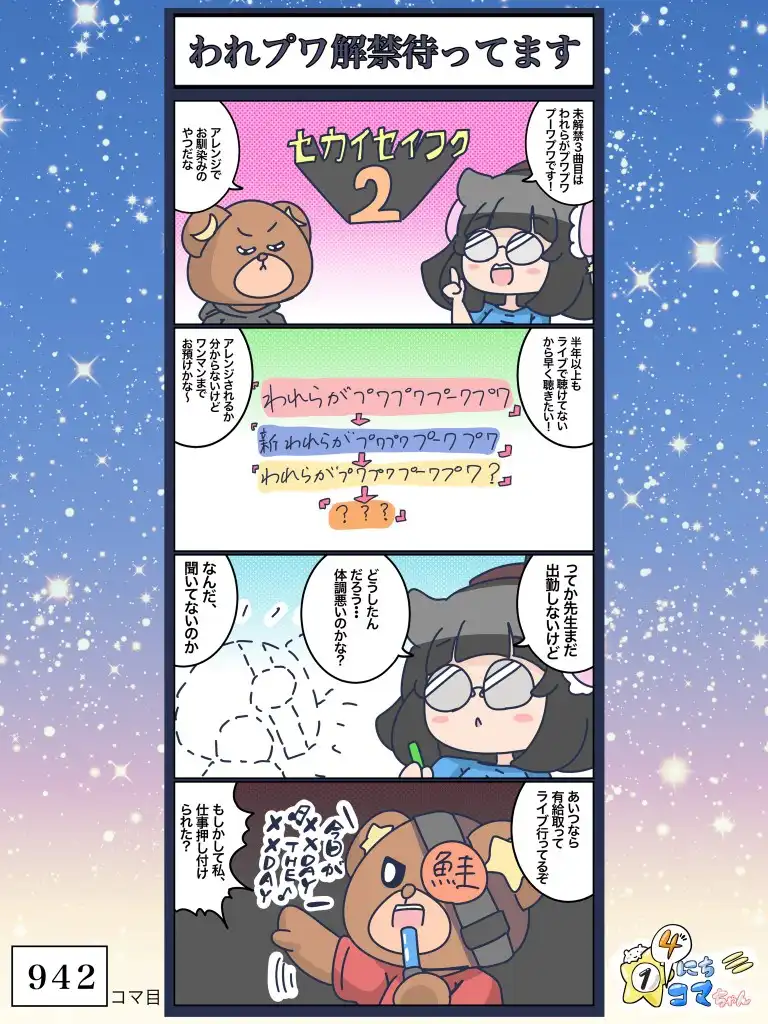 われプワ解禁待ってます
未解禁３曲目は
われらがプワプワ
プーワプワです！
セカイセイフク
2
アレンジで
お馴染みの
やつだな
半年以上も
ライブで聴けてない
から早く聴きたい！
『われらがプワプワプーワプワ』
『新 われらがプワプワプーワプワ』
『われらがプワプワプーワプワ？』
『？？？』
アレンジされるか
分からないけど
ワンマンまで
お預けかな〜
ってか先生まだ
出勤しないけど
どうしたん
だろう…
体調悪いのかな？
なんだ、
聞いてないのか
あいつなら
有給取って
ライブ行ってるぞ
鮭
今日が
××DAY
THE
××DAY
もしかして私、
仕事押し付け
られた？
942
コマ目
1
にち
4
コマ
ちゃん